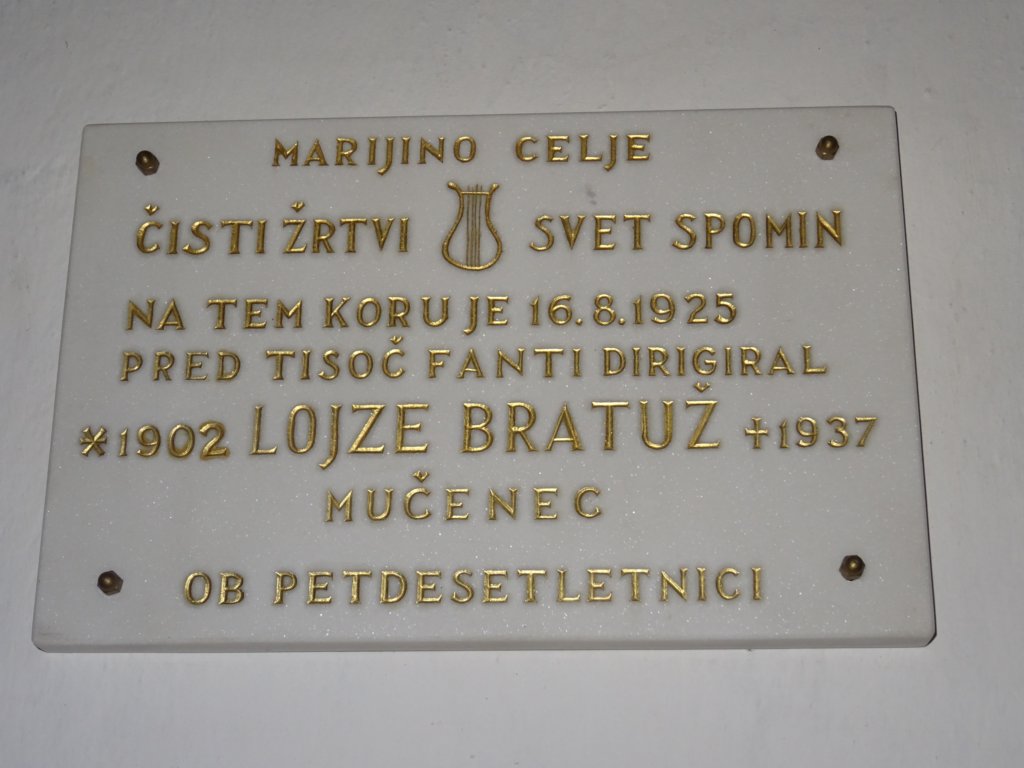 MARIJINO CELJE
ČISTI ŽRTVI SVET SPOMIN
NA TEM KORU JE 16.8.1925
PRED TISOČ FANTI DIRIGIRAL
*1902 LOJZE BRATUŽ †1937
MUČENEC
OB PETDESETLETNICI